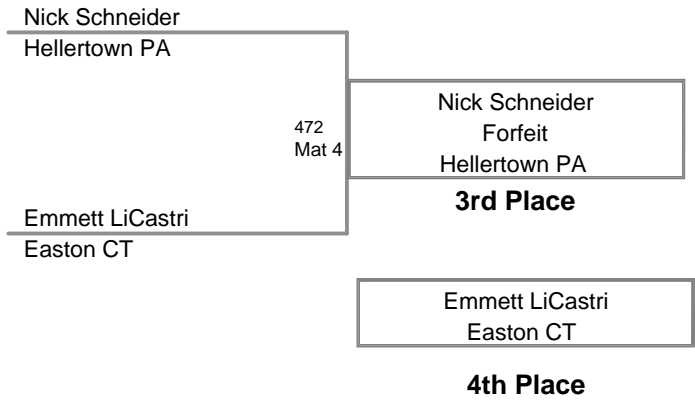 Nick Schneider
Hellertown PA
472
Mat 4
Nick Schneider
Forfeit
Hellertown PA
3rd Place
Emmett LiCastri
Easton CT
Emmett LiCastri
Easton CT
4th Place